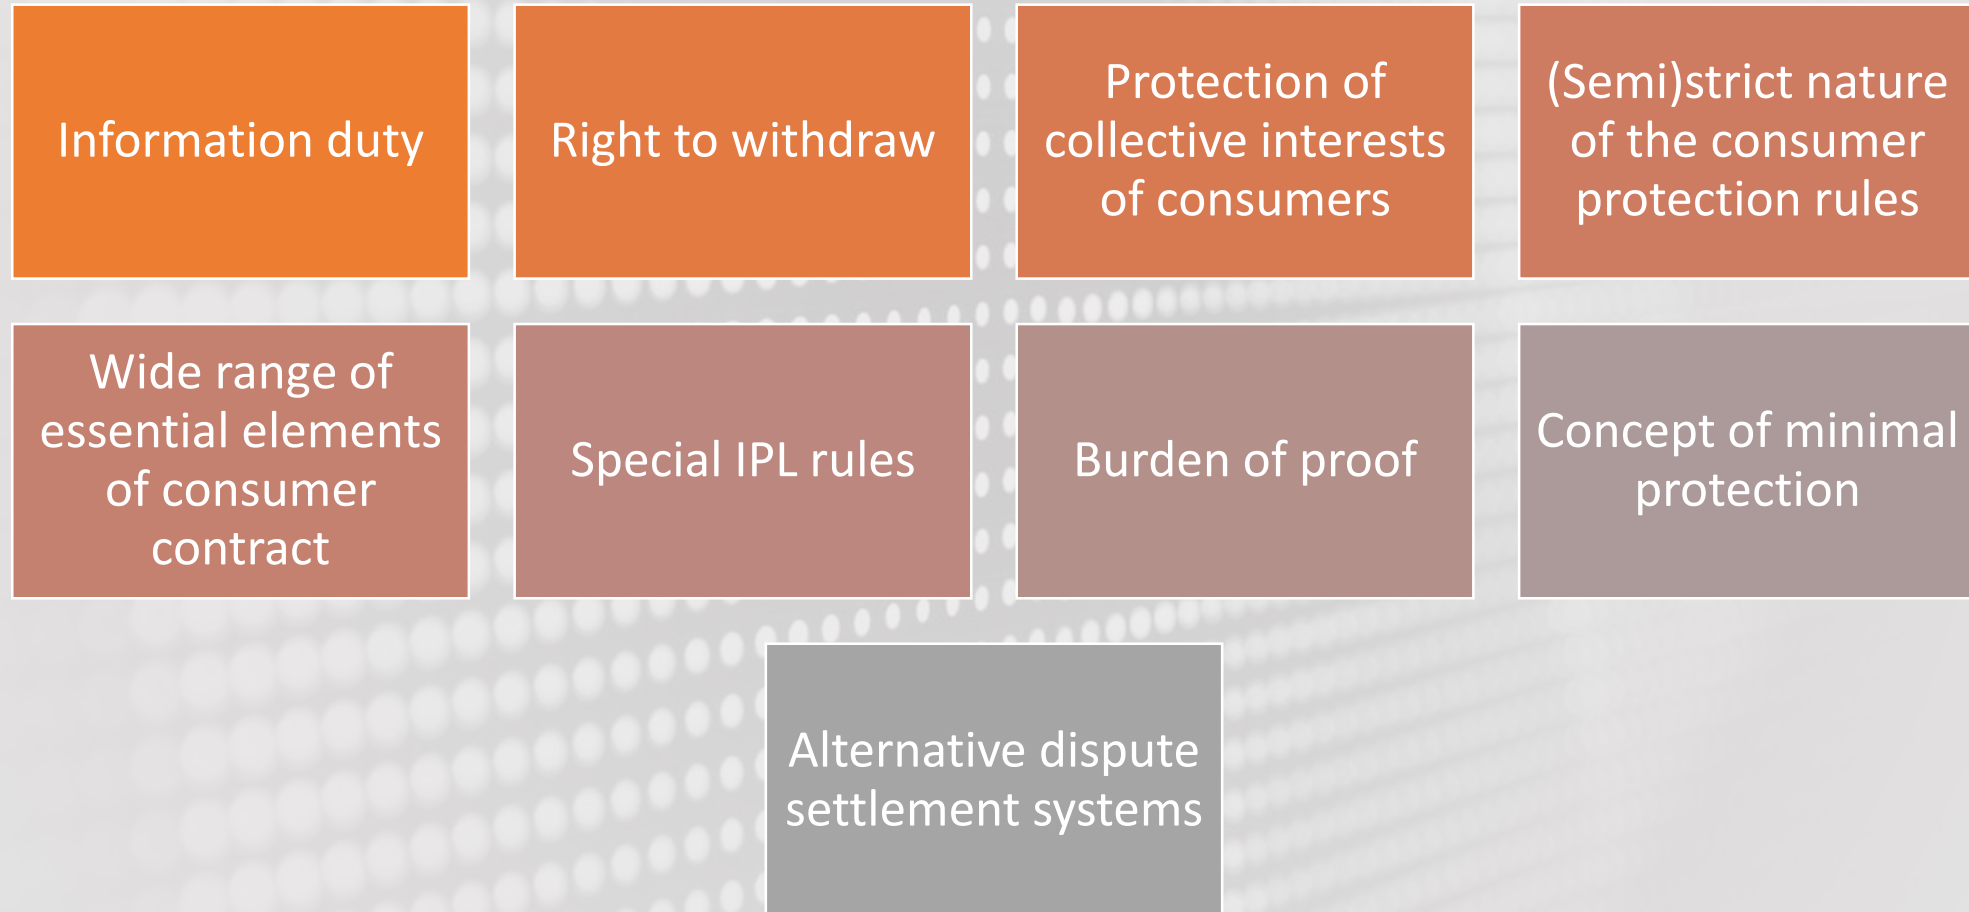 Information duty
Right to withdraw
Protection of
collective interests
of consumers
(Semi)strict nature
of the consumer
protection rules
Wide range of
essential elements
of consumer
contract
Special IPL rules
Burden of proof
Concept of minimal
protection
Alternative dispute
settlement systems